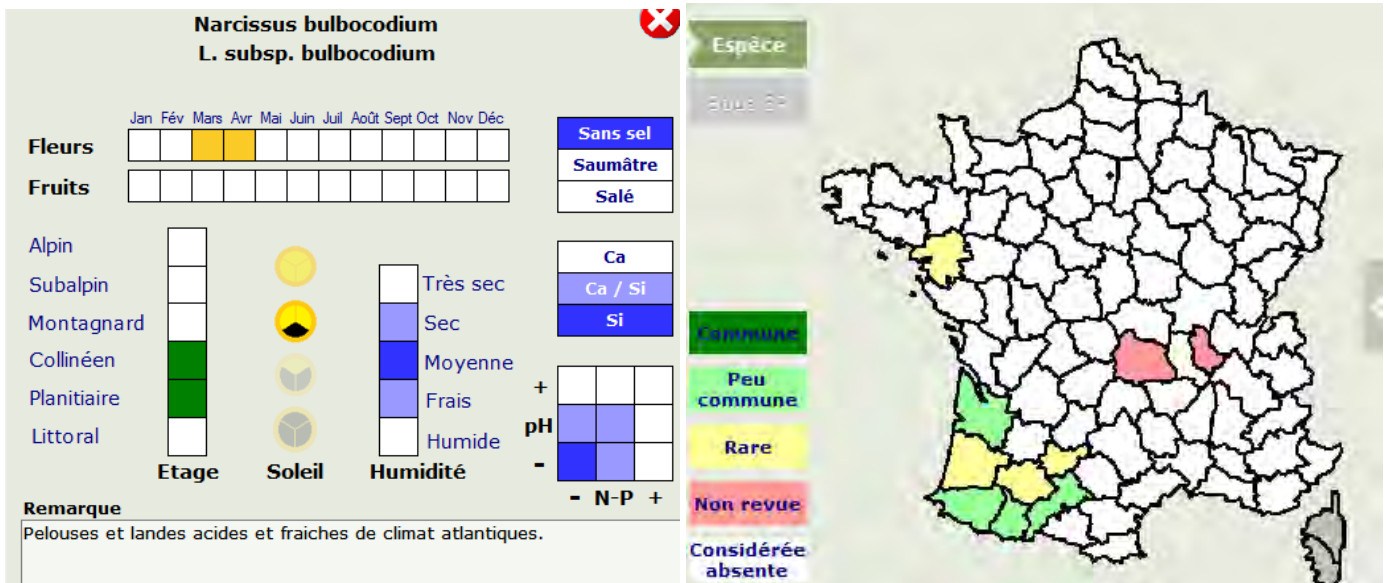 Narcissus bulbocodium
L. subsp. bulbocodium
Jan Fév Mars Avr Mai Juin Juil Août Sept Oct Nov Déc
Fleurs
Fruits
Sans sel
Saumâtre
Salé
Ca
Ca / Si
Si
Alpin
Subalpin
Montagnard
Collinéen
Planitiaire
Littoral
Etage
Soleil
Très sec
Sec
Moyenne
Frais
Humide
Humidité
+
pH
-
- N-P +
Remarque
Pelouses et landes acides et fraiches de climat atlantiques.
Espèce
Sous SP
Commune
Peu
commune
Rare
Non revue
Considérée
absente